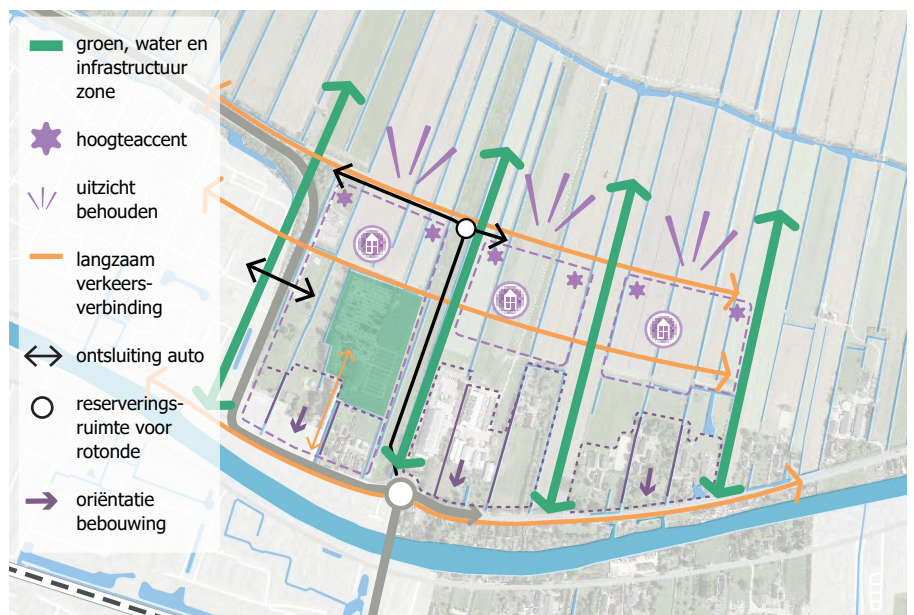 groen, water en
infrastructuur
zone
hoogteaccent
uitzicht
behouden
langzaam
verkeers-
verbinding
ontsluiting auto
reserverings-
ruimte voor
rotonde
oriëntatie
bebouwing